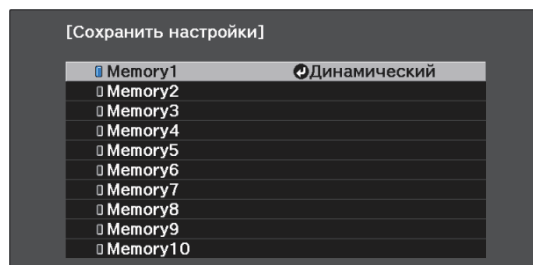 [Сохранить настройки]
Memory1 Динамический
Memory2
Memory3
Memory4
Memory5
Memory6
Memory7
Memory8
Memory9
Memory10